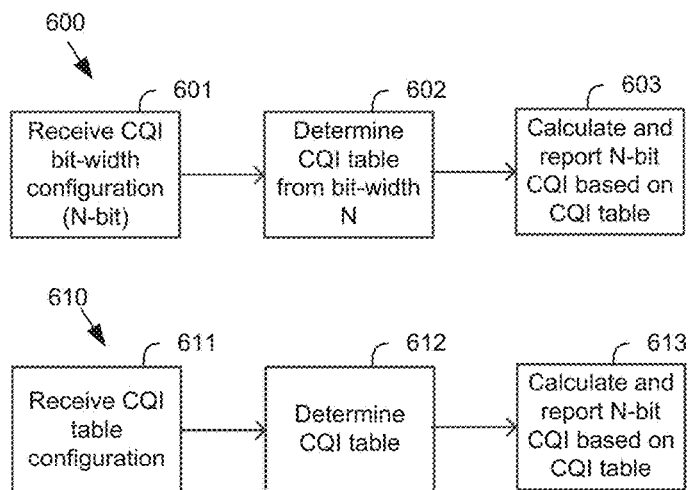 600
601
602
603
Receive CQI
bit-width
configuration
(N-bit)
Determine
CQI table
from bit-width
N
Calculate and
report N-bit
CQI based on
CQI table
610
611
612
613
Receive CQI
table
configuration
Determine
CQI table
Calculate and
report N-bit
CQI based on
CQI table